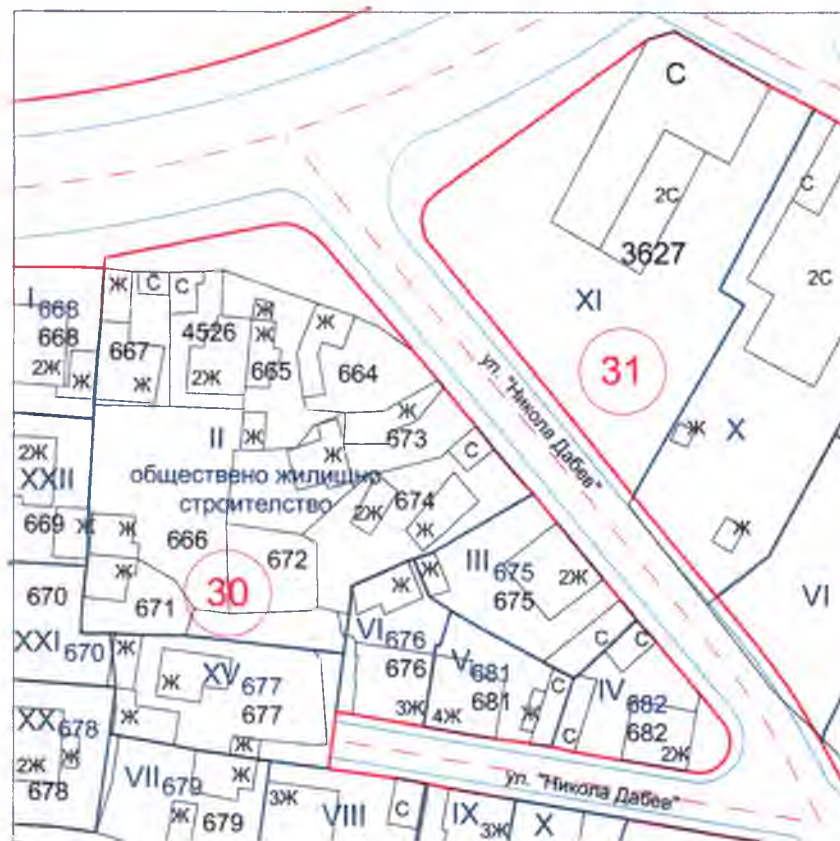 С
2С
3627
XI
31
С
2С
X
Ж
Ж
VI
ул. "Никола Дабев"
I 668
668
2Ж
Ж
Ж
667
Ж
С
С
4526
2Ж
Ж
Ж
665
Ж
664
Ж
673
С
II
Ж
Ж
обществено жилищно
строителство
2Ж
674
Ж
2Ж
XXII
669
Ж
Ж
666
672
30
Ж
671
670
XXI 670
Ж
Ж
XV 677
677
Ж
Ж
Ж
III 675
675
2Ж
С
С
VI 676
676
3Ж
V 681
681
4Ж
Ж
С
С
IV 682
682
2Ж
XX 678
Ж
2Ж
678
VII 679
Ж
Ж
679
3Ж
VIII
С
IX
3Ж
X
ул. "Никола Дабев"